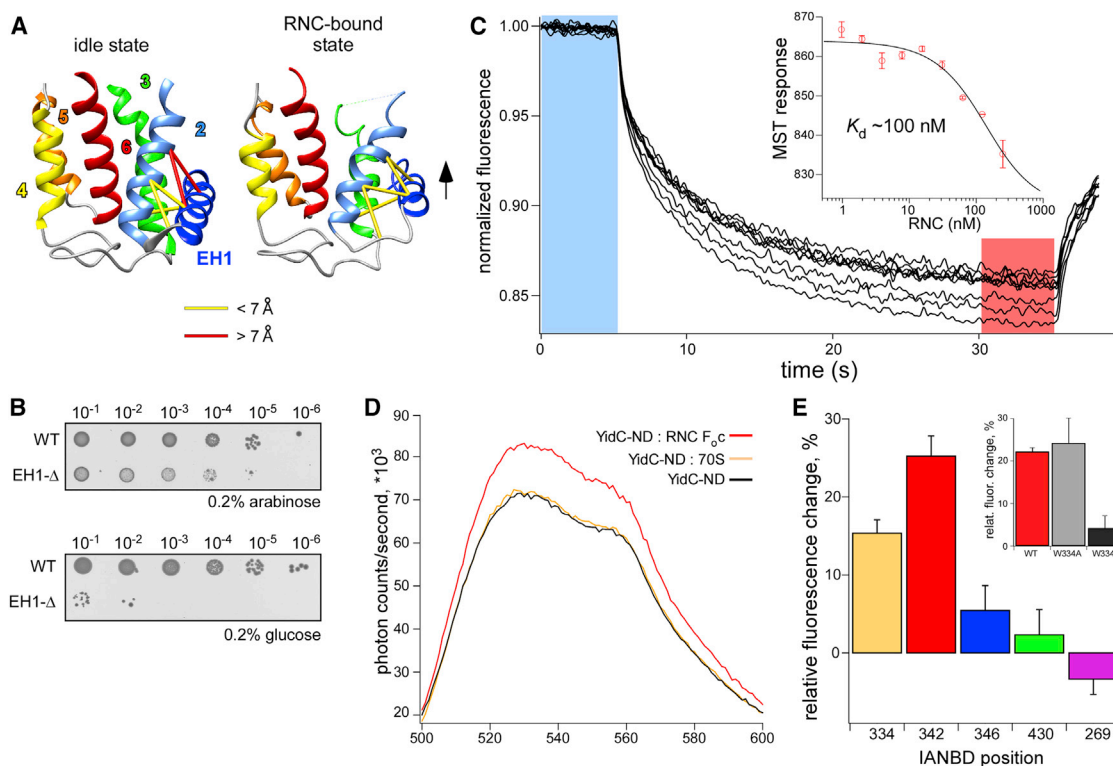 A
idle state
RNC-bound
state
3
5
2
6
4
EH1
< 7 Å
> 7 Å
B
10-1 10-2 10-3 10-4 10-5 10-6
WT
EH1-Δ
0.2% arabinose
10-1 10-2 10-3 10-4 10-5 10-6
WT
EH1-Δ
0.2% glucose
C
normalized fluorescence
1.00
0.95
0.90
0.85
0 10 20 30
time (s)
MST response
870
860
850
840
830
Kd ~100 nM
1 10 100 1000
RNC (nM)
D
photon counts/second, *10³
90
80
70
60
50
40
30
20
500 520 540 560 580 600
YidC-ND : RNC Foc
YidC-ND : 70S
YidC-ND
E
relative fluorescence change, %
30
20
10
0
334 342 346 430 269
IANBD position
relat. fluor. change, %
30
20
10
0
WT W334A W334